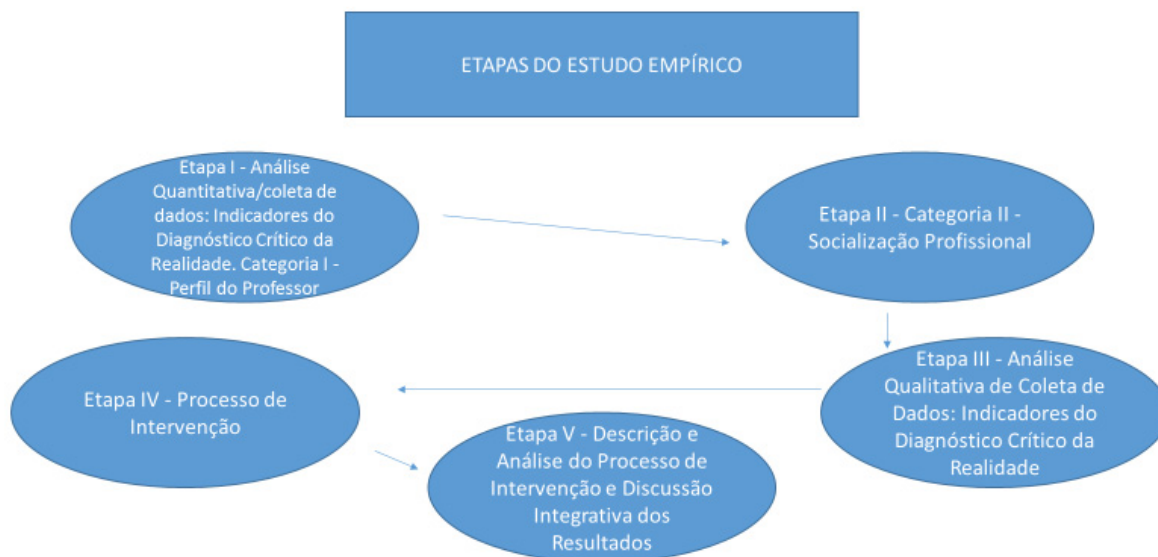 ETAPAS DO ESTUDO EMPÍRICO
Etapa I - Análise
Quantitativa/coleta de
dados: Indicadores do
Diagnóstico Crítico da
Realidade. Categoria I -
Perfil do Professor
Etapa II - Categoria II -
Socialização Profissional
Etapa III - Análise
Qualitativa de Coleta de
Dados: Indicadores do
Diagnóstico Crítico da
Realidade
Etapa IV - Processo de
Intervenção
Etapa V - Descrição e
Análise do Processo de
Intervenção e Discussão
Integrativa dos
Resultados